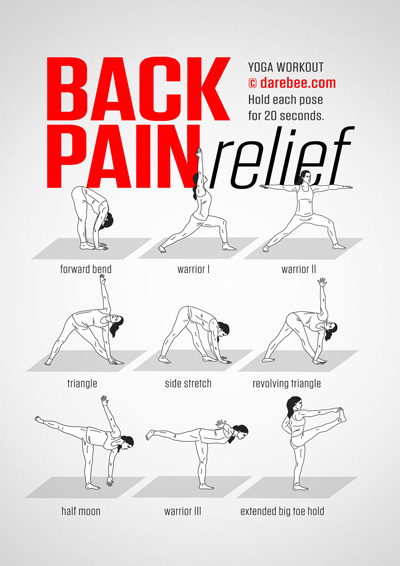 BACK
PAIN relief
YOGA WORKOUT
© darebee.com
Hold each pose
for 20 seconds.
forward bend
warrior I
warrior II
triangle
side stretch
revolving triangle
half moon
warrior III
extended big toe hold